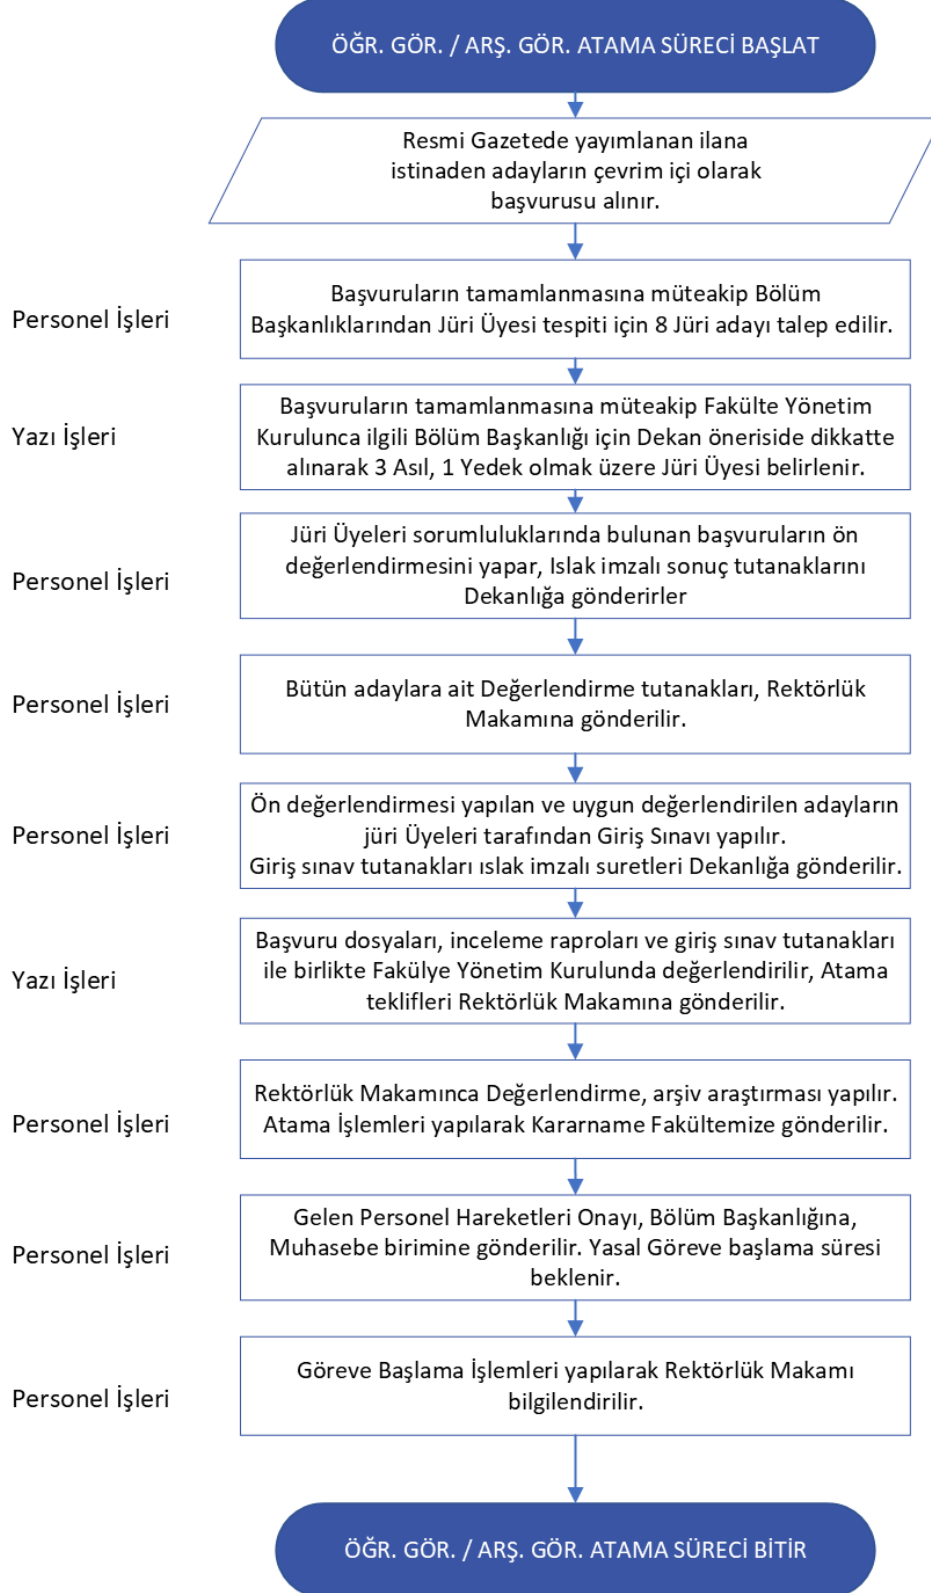 ÖĞR. GÖR. / ARŞ. GÖR. ATAMA SÜRECİ BAŞLAT
Resmi Gazetede yayımlanan ilana
istinaden adayların çevrim içi olarak
başvurusu alınır.
Personel İşleri
Başvuruların tamamlanmasına müteakip Bölüm
Başkanlıklarından Jüri Üyesi tespiti için 8 Jüri adayı talep edilir.
Yazı İşleri
Başvuruların tamamlanmasına müteakip Fakülte Yönetim
Kurulunca ilgili Bölüm Başkanlığı için Dekan öneriside dikkatte
alınarak 3 Asıl, 1 Yedek olmak üzere Jüri Üyesi belirlenir.
Personel İşleri
Jüri Üyeleri sorumluluklarında bulunan başvuruların ön
değerlendirmesini yapar, Islak imzalı sonuç tutanaklarını
Dekanlığa gönderirler
Personel İşleri
Bütün adaylara ait Değerlendirme tutanakları, Rektörlük
Makamına gönderilir.
Personel İşleri
Ön değerlendirmesi yapılan ve uygun değerlendirilen adayların
jüri Üyeleri tarafından Giriş Sınavı yapılır.
Giriş sınav tutanakları ıslak imzalı suretleri Dekanlığa gönderilir.
Yazı İşleri
Başvuru dosyaları, inceleme raproları ve giriş sınav tutanakları
ile birlikte Fakülye Yönetim Kurulunda değerlendirilir, Atama
teklifleri Rektörlük Makamına gönderilir.
Personel İşleri
Rektörlük Makamınca Değerlendirme, arşiv araştırması yapılır.
Atama İşlemleri yapılarak Kararname Fakültemize gönderilir.
Personel İşleri
Gelen Personel Hareketleri Onayı, Bölüm Başkanlığına,
Muhasebe birimine gönderilir. Yasal Göreve başlama süresi
beklenir.
Personel İşleri
Göreve Başlama İşlemleri yapılarak Rektörlük Makamı
bilgilendirilir.
ÖĞR. GÖR. / ARŞ. GÖR. ATAMA SÜRECİ BİTİR